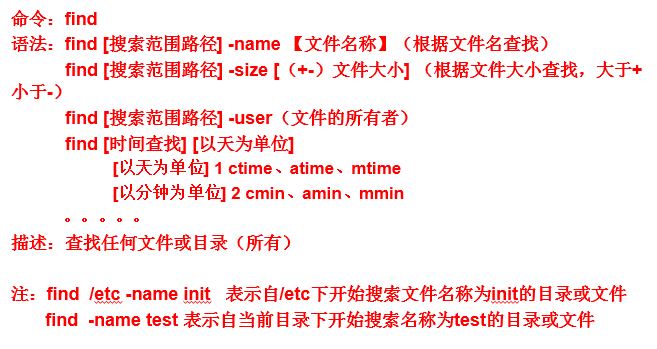 命令：find
语法：find [搜索范围路径] -name 【文件名称】（根据文件名查找）
find [搜索范围路径] -size [（+-）文件大小] （根据文件大小查找，大于+
小于-）
find [搜索范围路径] -user（文件的所有者）
find [时间查找] [以天为单位]
[以天为单位] 1 ctime、atime、mtime
[以分钟为单位] 2 cmin、amin、mmin
。。。。。
描述：查找任何文件或目录（所有）
注：find /etc -name init 表示自/etc下开始搜索文件名称为init的目录或文件
find -name test 表示自当前目录下开始搜索名称为test的目录或文件